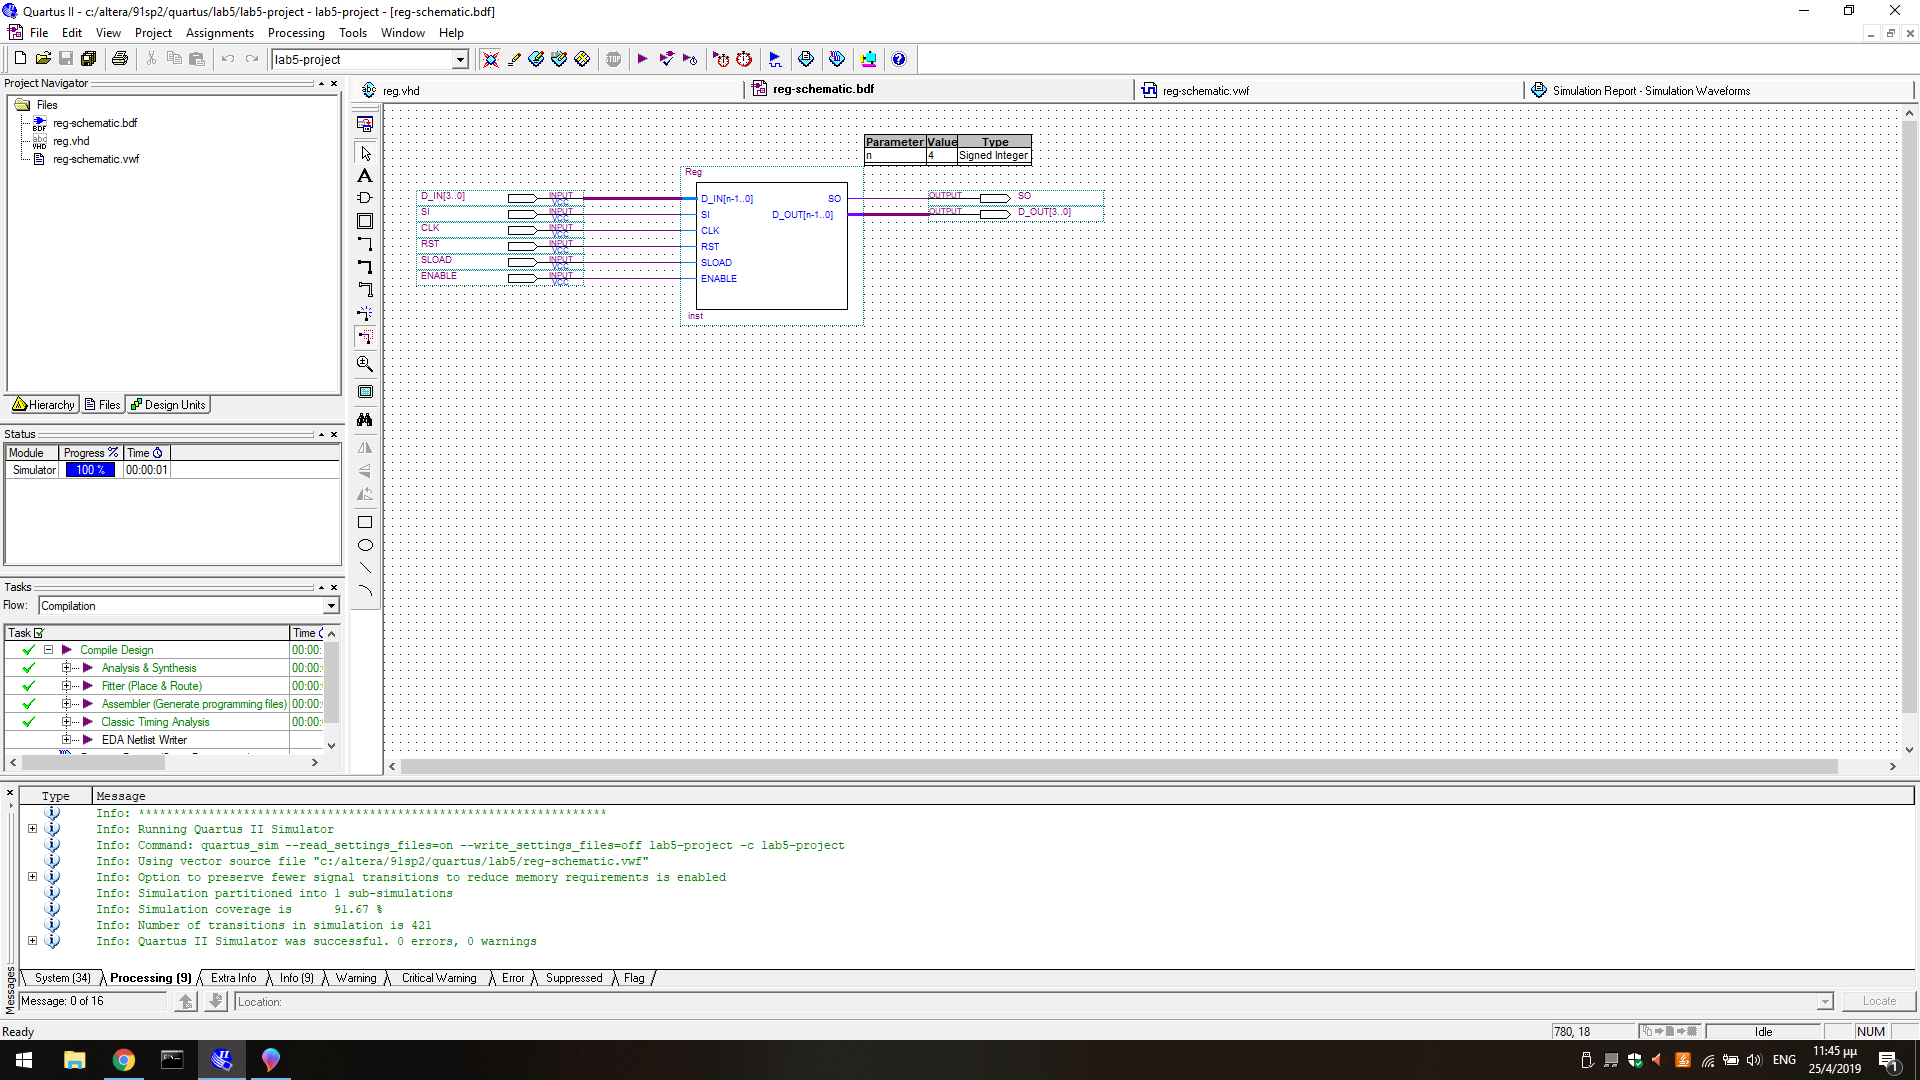 Quartus II - c:/altera/91sp2/quartus/lab5/lab5-project - lab5-project - [reg-schematic.bdf]
File Edit View Project Assignments Processing Tools Window Help
lab5-project
Project Navigator
Files
reg-schematic.bdf
reg.vhd
reg-schematic.vwf
Hierarchy Files Design Units
Status
Module Progress % Time
Simulator 100 % 00:00:01
Tasks
Flow: Compilation
Task Time
Compile Design 00:00:
Analysis & Synthesis 00:00:
Fitter (Place & Route) 00:00:
Assembler (Generate programming files) 00:00:
Classic Timing Analysis 00:00:
EDA Netlist Writer
reg.vhd reg-schematic.bdf reg-schematic.vwf Simulation Report - Simulation Waveforms
Parameter Value Type
n 4 Signed Integer
Reg
D_IN[3..0] INPUT VCC
SI INPUT VCC
CLK INPUT VCC
RST INPUT VCC
SLOAD INPUT VCC
ENABLE INPUT VCC
D_IN[n-1..0] SO
SI D_OUT[n-1..0]
CLK
RST
SLOAD
ENABLE
inst
OUTPUT SO
OUTPUT D_OUT[3..0]
Type Message
Info: *******************************************************************
Info: Running Quartus II Simulator
Info: Command: quartus_sim --read_settings_files=on --write_settings_files=off lab5-project -c lab5-project
Info: Using vector source file "c:/altera/91sp2/quartus/lab5/reg-schematic.vwf"
Info: Option to preserve fewer signal transitions to reduce memory requirements is enabled
Info: Simulation partitioned into 1 sub-simulations
Info: Simulation coverage is 91.67 %
Info: Number of transitions in simulation is 421
Info: Quartus II Simulator was successful. 0 errors, 0 warnings
System (34) Processing (9) Extra Info Info (9) Warning Critical Warning Error Suppressed Flag
Messages
Message: 0 of 16 Location: Locate
Ready 780, 18 Idle NUM
ENG 11:45 μμ
25/4/2019
1